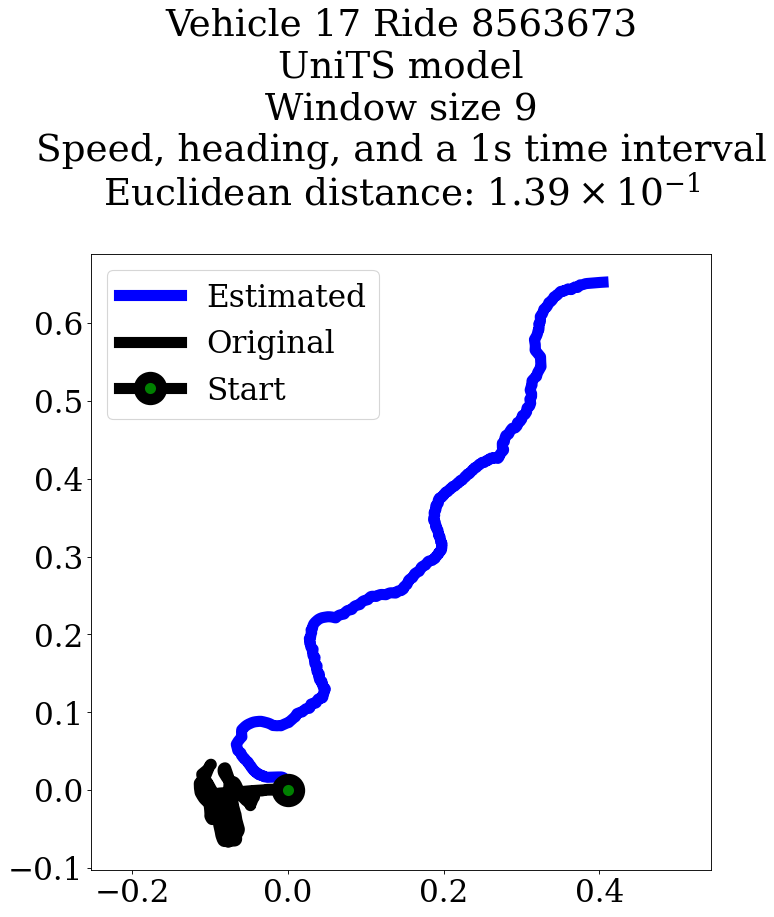 Vehicle 17 Ride 8563673
UniTS model
Window size 9
Speed, heading, and a 1s time interval
Euclidean distance: 1.39 × 10⁻¹
Estimated
Original
Start
0.6
0.5
0.4
0.3
0.2
0.1
0.0
−0.1
−0.2 0.0 0.2 0.4